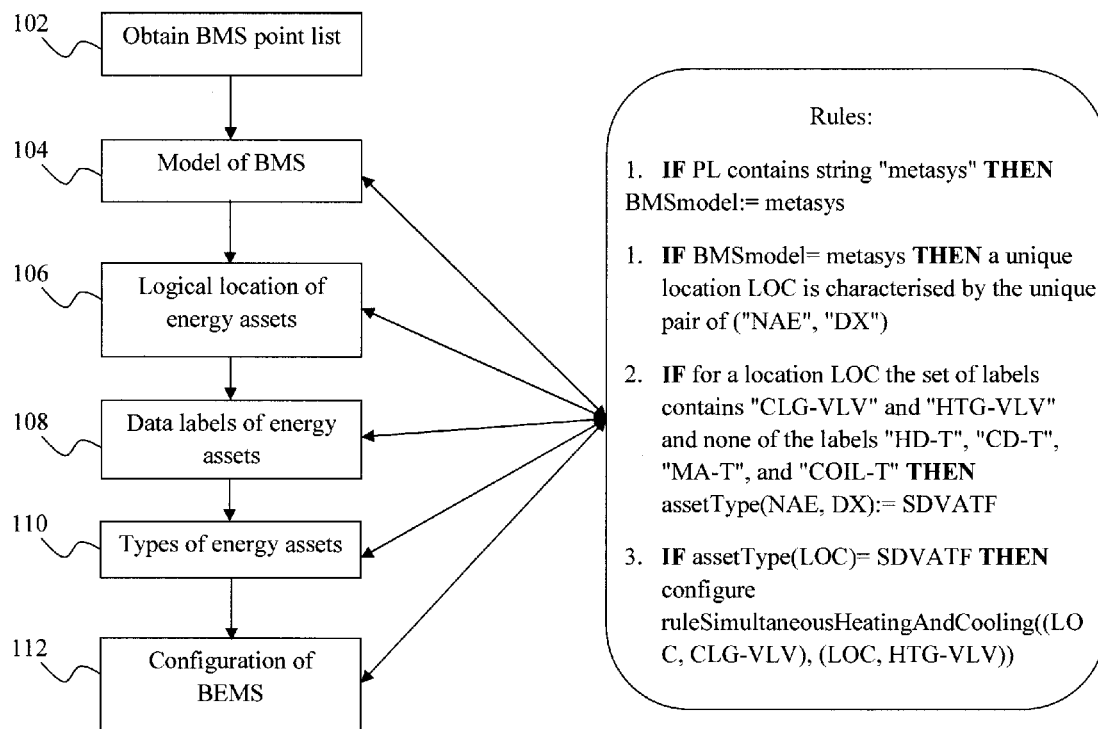 102
Obtain BMS point list
104
Model of BMS
106
Logical location of
energy assets
108
Data labels of energy
assets
110
Types of energy assets
112
Configuration of
BEMS
Rules:
1. IF PL contains string "metasys" THEN
BMSmodel:= metasys
1. IF BMSmodel= metasys THEN a unique
location LOC is characterised by the unique
pair of ("NAE", "DX")
2. IF for a location LOC the set of labels
contains "CLG-VLV" and "HTG-VLV"
and none of the labels "HD-T", "CD-T",
"MA-T", and "COIL-T" THEN
assetType(NAE, DX):= SDVATF
3. IF assetType(LOC)= SDVATF THEN
configure
ruleSimultaneousHeatingAndCooling((LO
C, CLG-VLV), (LOC, HTG-VLV))